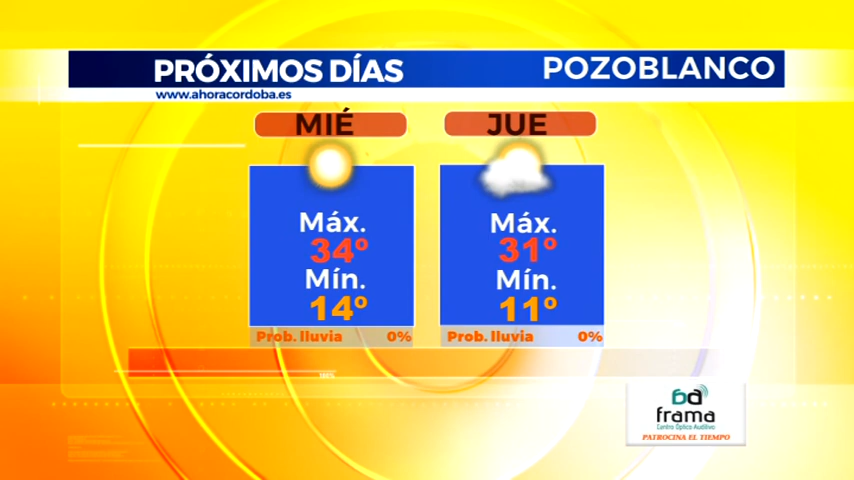 PRÓXIMOS DÍAS
POZOBLANCO
www.ahoracordoba.es
MIÉ
JUE
Máx.
34º
Mín.
14º
Prob. lluvia 0%
Máx.
31º
Mín.
11º
Prob. lluvia 0%
100%
frama
Centro Óptico Auditivo
PATROCINA EL TIEMPO